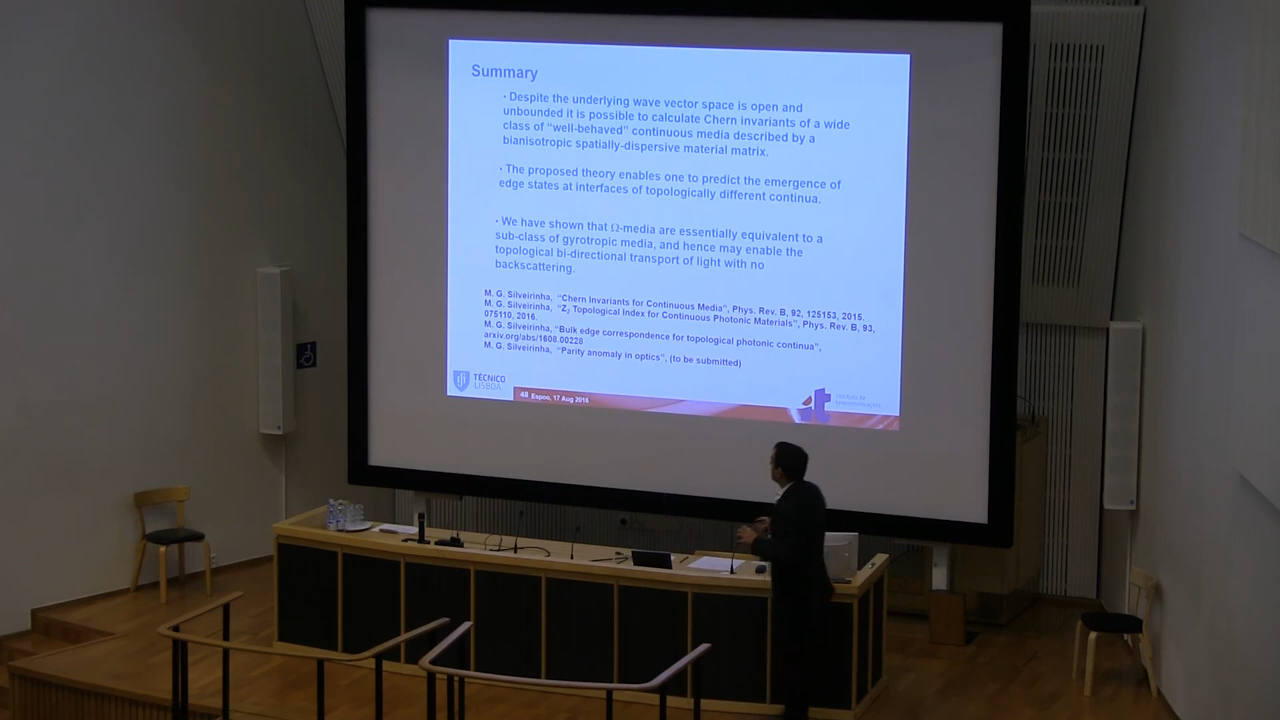 Summary
· Despite the underlying wave vector space is open and
unbounded it is possible to calculate Chern invariants of a wide
class of “well-behaved” continuous media described by a
bianisotropic spatially-dispersive material matrix.
· The proposed theory enables one to predict the emergence of
edge states at interfaces of topologically different continua.
· We have shown that Ω-media are essentially equivalent to a
sub-class of gyrotropic media, and hence may enable the
topological bi-directional transport of light with no
backscattering.
M. G. Silveirinha, “Chern Invariants for Continuous Media”, Phys. Rev. B, 92, 125153, 2015.
M. G. Silveirinha, “Z₂ Topological Index for Continuous Photonic Materials”, Phys. Rev. B, 93,
075110, 2016.
M. G. Silveirinha, “Bulk edge correspondence for topological photonic continua”,
arxiv.org/abs/1608.00228
M. G. Silveirinha, “Parity anomaly in optics”, (to be submitted)
TÉCNICO
LISBOA
48 Espoo, 17 Aug 2016
instituto de
telecomunicações